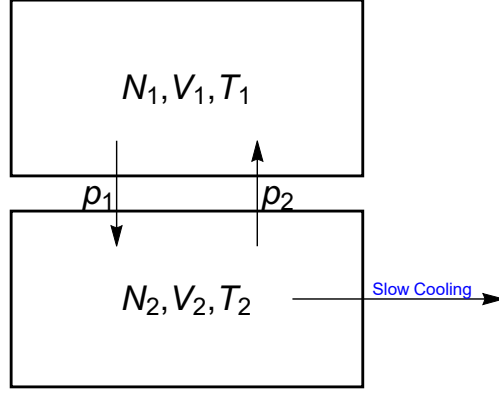 N₁,V₁,T₁
p₁ p₂
N₂,V₂,T₂
Slow Cooling